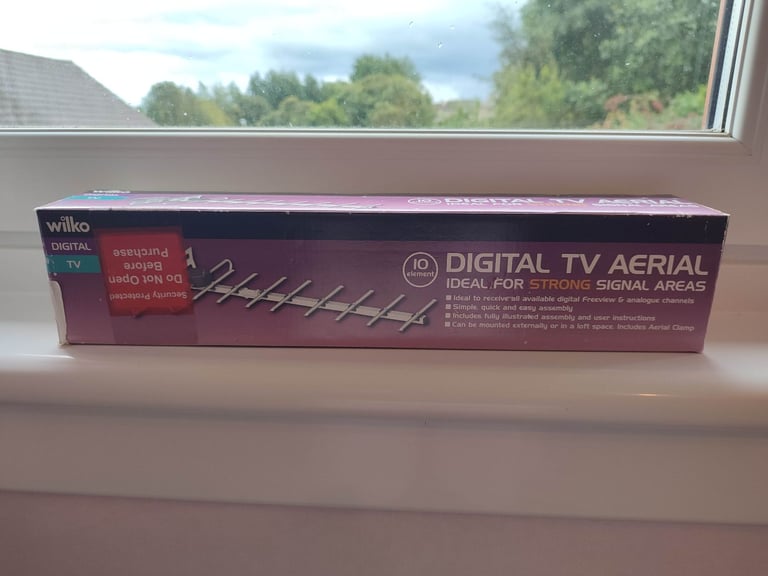 10 DIGITAL TV AERIAL
wilko
DIGITAL
TV
Security Protected
Do Not Open
Before
Purchase
10
element
DIGITAL TV AERIAL
IDEAL FOR STRONG SIGNAL AREAS
Ideal to receive all available digital Freeview & analogue channels
Simple, quick and easy assembly
Includes fully illustrated assembly and user instructions
Can be mounted externally or in a loft space. Includes Aerial Clamp